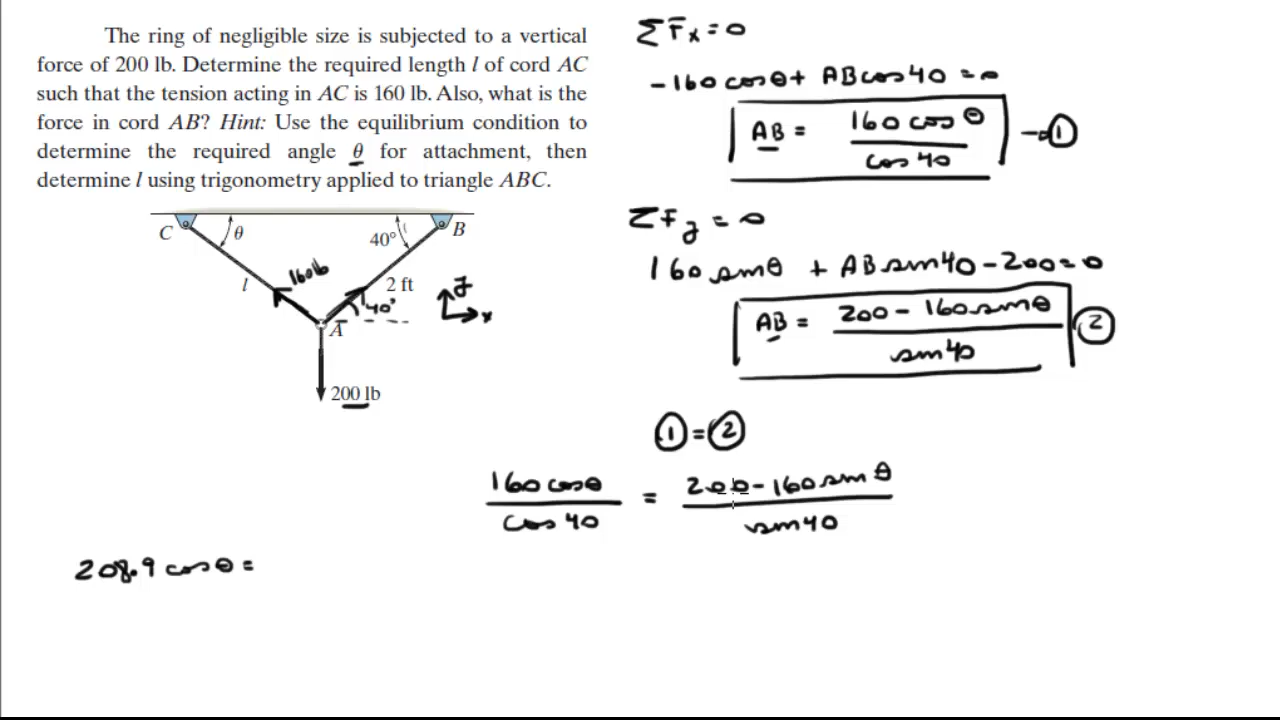 The ring of negligible size is subjected to a vertical
force of 200 lb. Determine the required length l of cord AC
such that the tension acting in AC is 160 lb. Also, what is the
force in cord AB? Hint: Use the equilibrium condition to
determine the required angle θ for attachment, then
determine l using trigonometry applied to triangle ABC.
C θ 40° B
160lb
l 2 ft
40°
A
y
x
200 lb
ΣFx = 0
-160 cosθ + AB cos40 = 0
AB = 160 cosθ / cos40 → ①
ΣFy = 0
160 sinθ + AB sin40 - 200 = 0
AB = 200 - 160 sinθ / sin40 ②
① = ②
160 cosθ / cos 40 = 200 - 160 sinθ / sin40
208.9 cosθ =